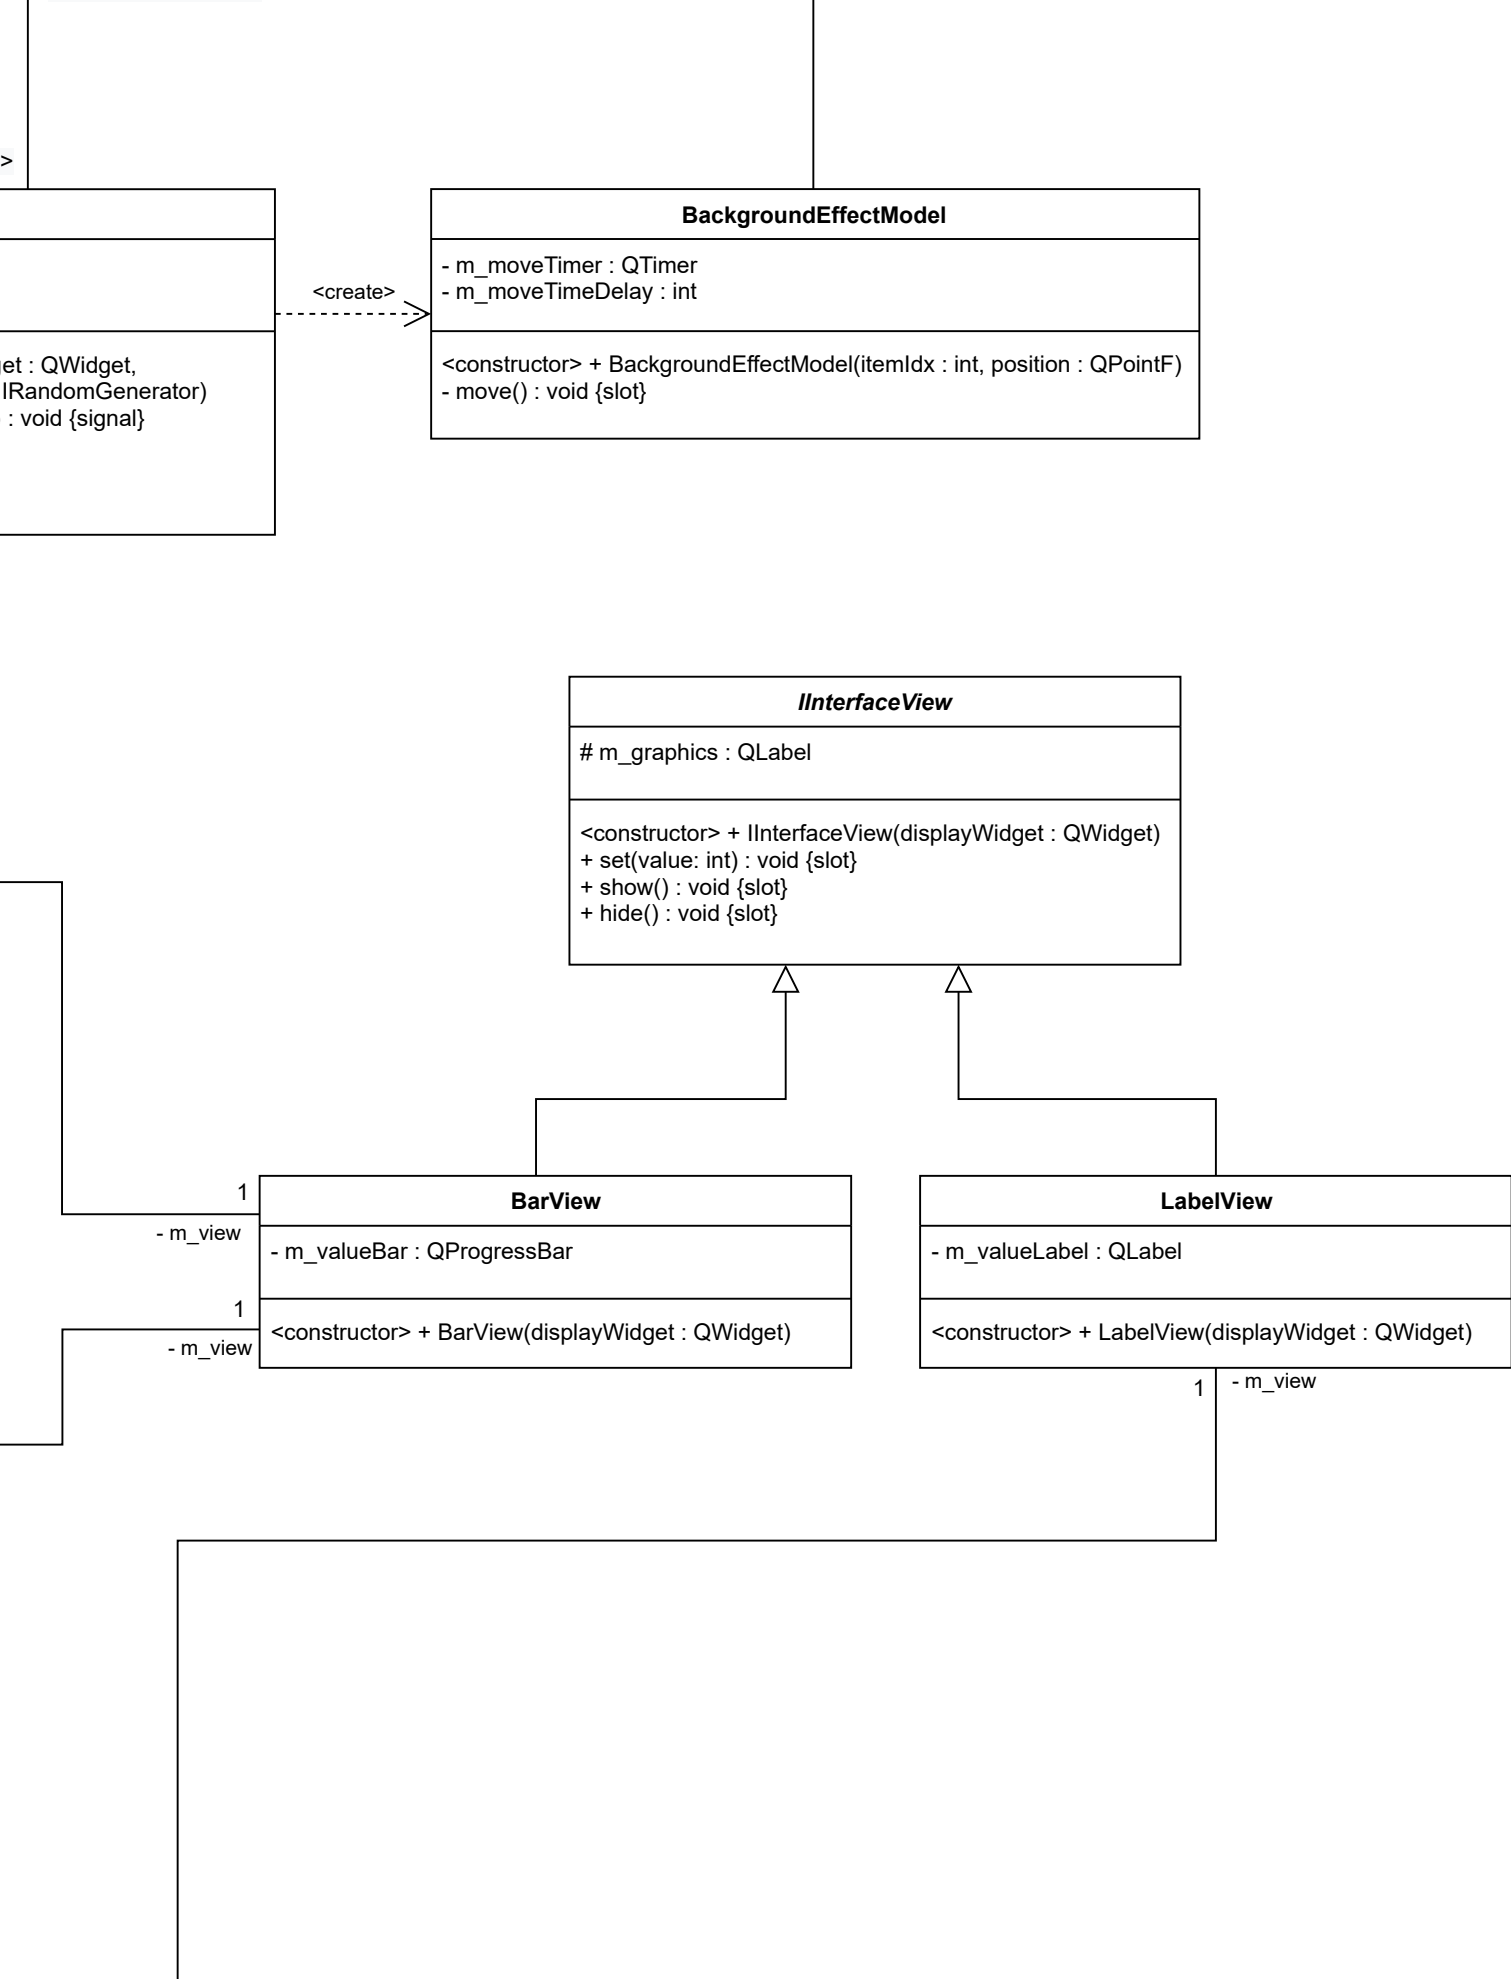 >
get : QWidget,
IRandomGenerator)
: void {signal}
<create>
BackgroundEffectModel
- m_moveTimer : QTimer
- m_moveTimeDelay : int
<constructor> + BackgroundEffectModel(itemIdx : int, position : QPointF)
- move() : void {slot}
IInterfaceView
# m_graphics : QLabel
<constructor> + IInterfaceView(displayWidget : QWidget)
+ set(value: int) : void {slot}
+ show() : void {slot}
+ hide() : void {slot}
1
- m_view
1
- m_view
BarView
- m_valueBar : QProgressBar
<constructor> + BarView(displayWidget : QWidget)
LabelView
- m_valueLabel : QLabel
<constructor> + LabelView(displayWidget : QWidget)
1
- m_view